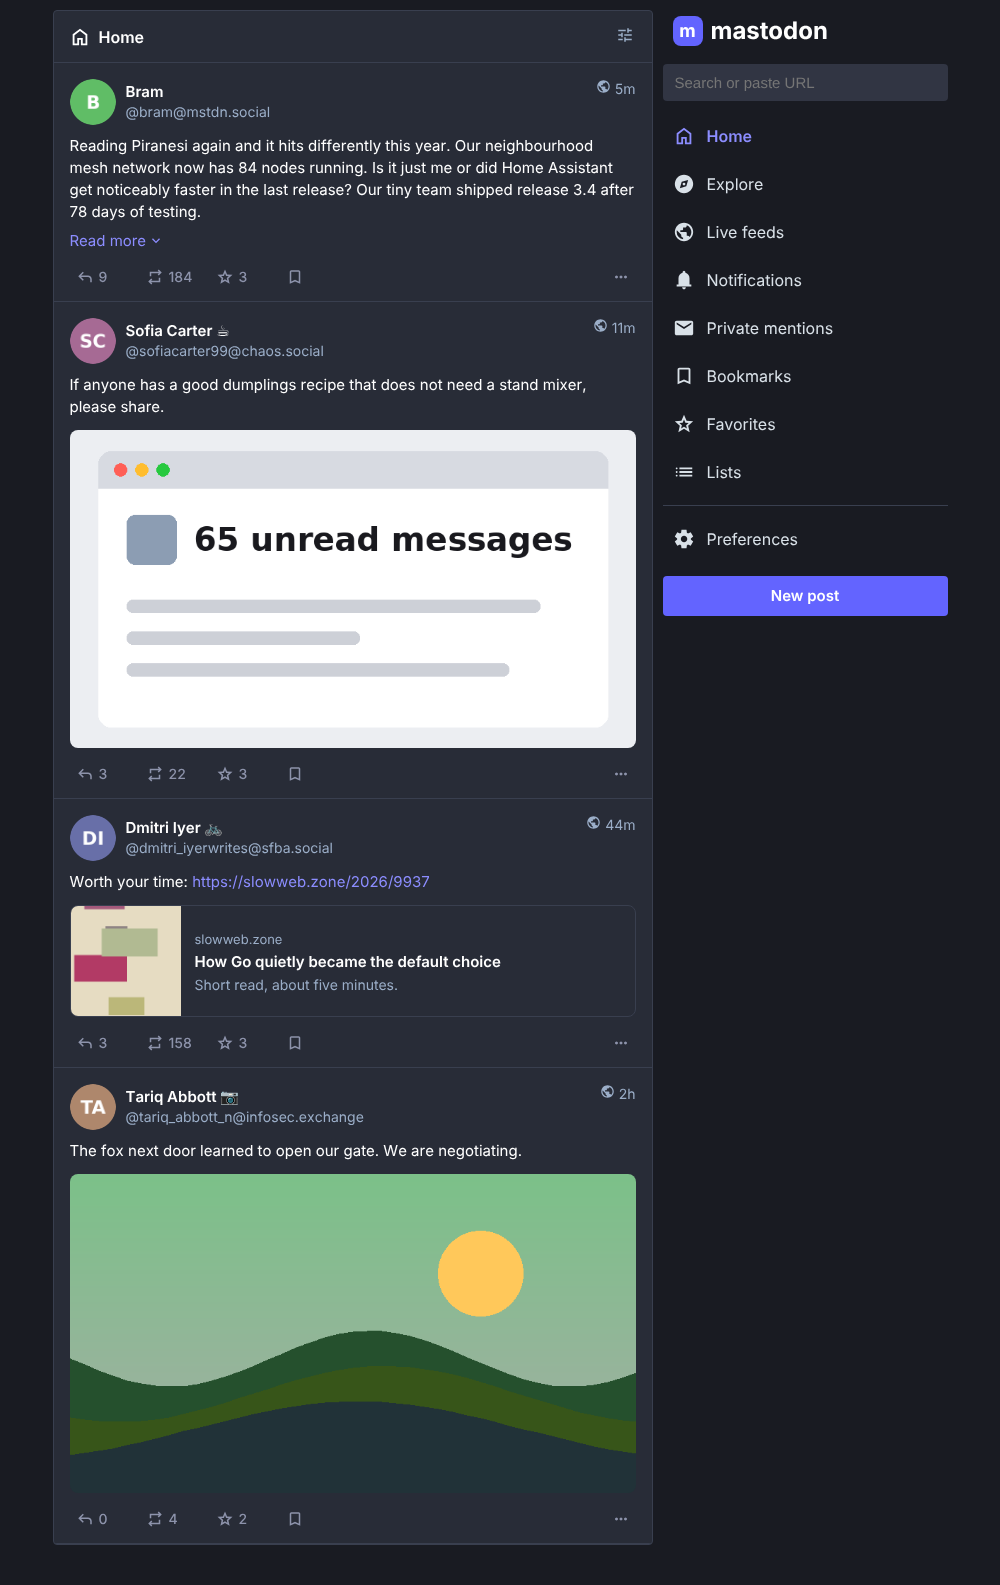 Home
B
Bram
5m
@bram@mstdn.social
Reading Piranesi again and it hits differently this year. Our neighbourhood
mesh network now has 84 nodes running. Is it just me or did Home Assistant
get noticeably faster in the last release? Our tiny team shipped release 3.4 after
78 days of testing.
Read more
9 184 3
SC
Sofia Carter ☕
11m
@sofiacarter99@chaos.social
If anyone has a good dumplings recipe that does not need a stand mixer,
please share.
65 unread messages
3 22 3
DI
Dmitri Iyer 🚲
44m
@dmitri_iyerwrites@sfba.social
Worth your time: https://slowweb.zone/2026/9937
slowweb.zone
How Go quietly became the default choice
Short read, about five minutes.
3 158 3
TA
Tariq Abbott 📷
2h
@tariq_abbott_n@infosec.exchange
The fox next door learned to open our gate. We are negotiating.
0 4 2
m mastodon
Search or paste URL
Home
Explore
Live feeds
Notifications
Private mentions
Bookmarks
Favorites
Lists
Preferences
New post